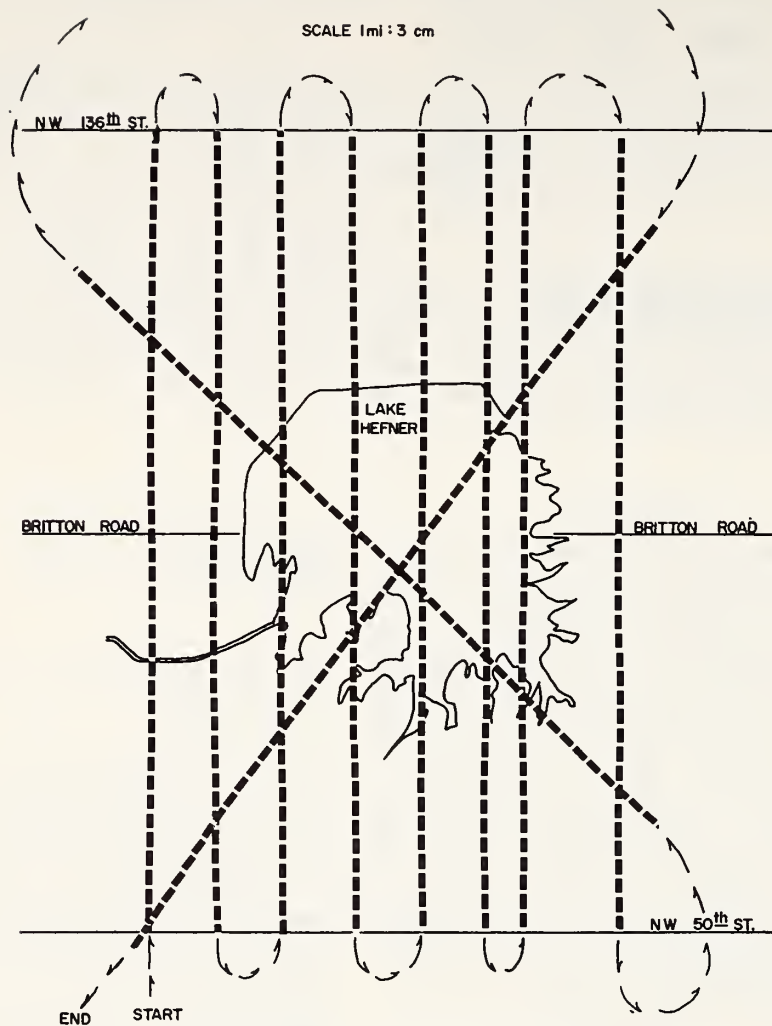 SCALE 1mi : 3 cm
NW 136th ST.
LAKE
HEFNER
BRITTON ROAD
BRITTON ROAD
NW 50th ST.
END
START